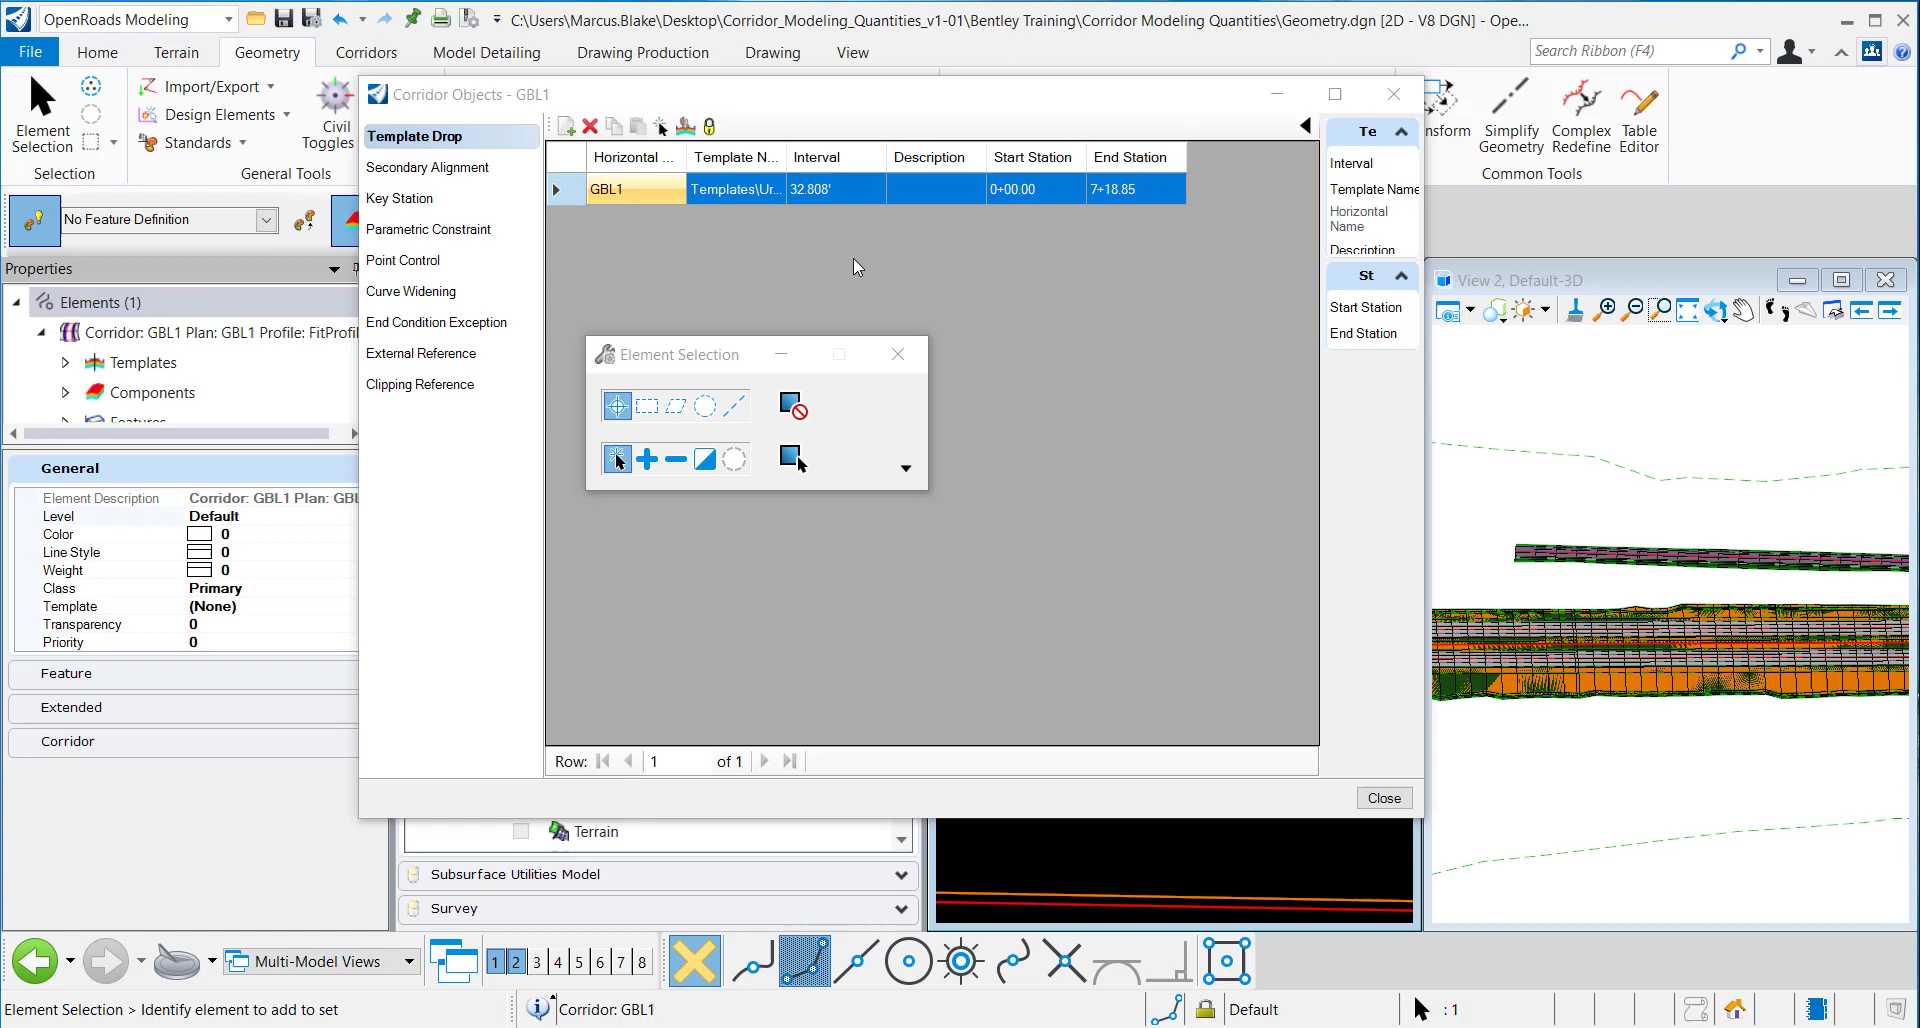 OpenRoads Modeling
C:\Users\Marcus.Blake\Desktop\Corridor_Modeling_Quantities_v1-01\Bentley Training\Corridor Modeling Quantities\Geometry.dgn [2D - V8 DGN] - Ope...
File
Home
Terrain
Geometry
Corridors
Model Detailing
Drawing Production
Drawing
View
Search Ribbon (F4)
Element
Selection
Selection
Import/Export
Design Elements
Standards
Civil
Toggles
General Tools
nsform
Simplify
Geometry
Complex
Redefine
Table
Editor
Common Tools
No Feature Definition
Properties
Elements (1)
Corridor: GBL1 Plan: GBL1 Profile: FitProfil
Templates
Components
Features
General
Element Description Corridor: GBL1 Plan: GBL
Level Default
Color 0
Line Style 0
Weight 0
Class Primary
Template (None)
Transparency 0
Priority 0
Feature
Extended
Corridor
Corridor Objects - GBL1
Template Drop
Secondary Alignment
Key Station
Parametric Constraint
Point Control
Curve Widening
End Condition Exception
External Reference
Clipping Reference
Horizontal ... Template N... Interval Description Start Station End Station
GBL1 Templates\Ur... 32.808' 0+00.00 7+18.85
Te
Interval
Template Name
Horizontal
Name
Description
St
Start Station
End Station
Element Selection
Row: 1 of 1
Close
View 2, Default-3D
Terrain
Subsurface Utilities Model
Survey
Multi-Model Views
1 2 3 4 5 6 7 8
Element Selection > Identify element to add to set
Corridor: GBL1
Default
: 1